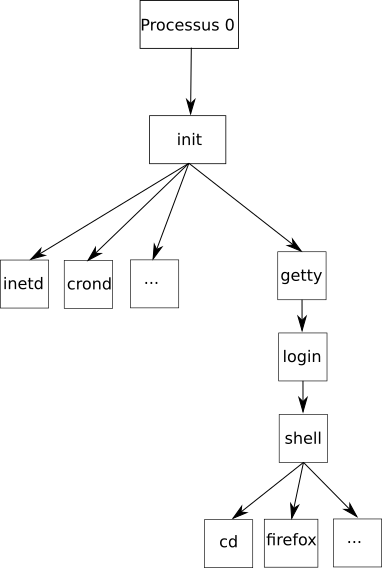 Processus 0
init
inetd
crond
...
getty
login
shell
cd
firefox
...